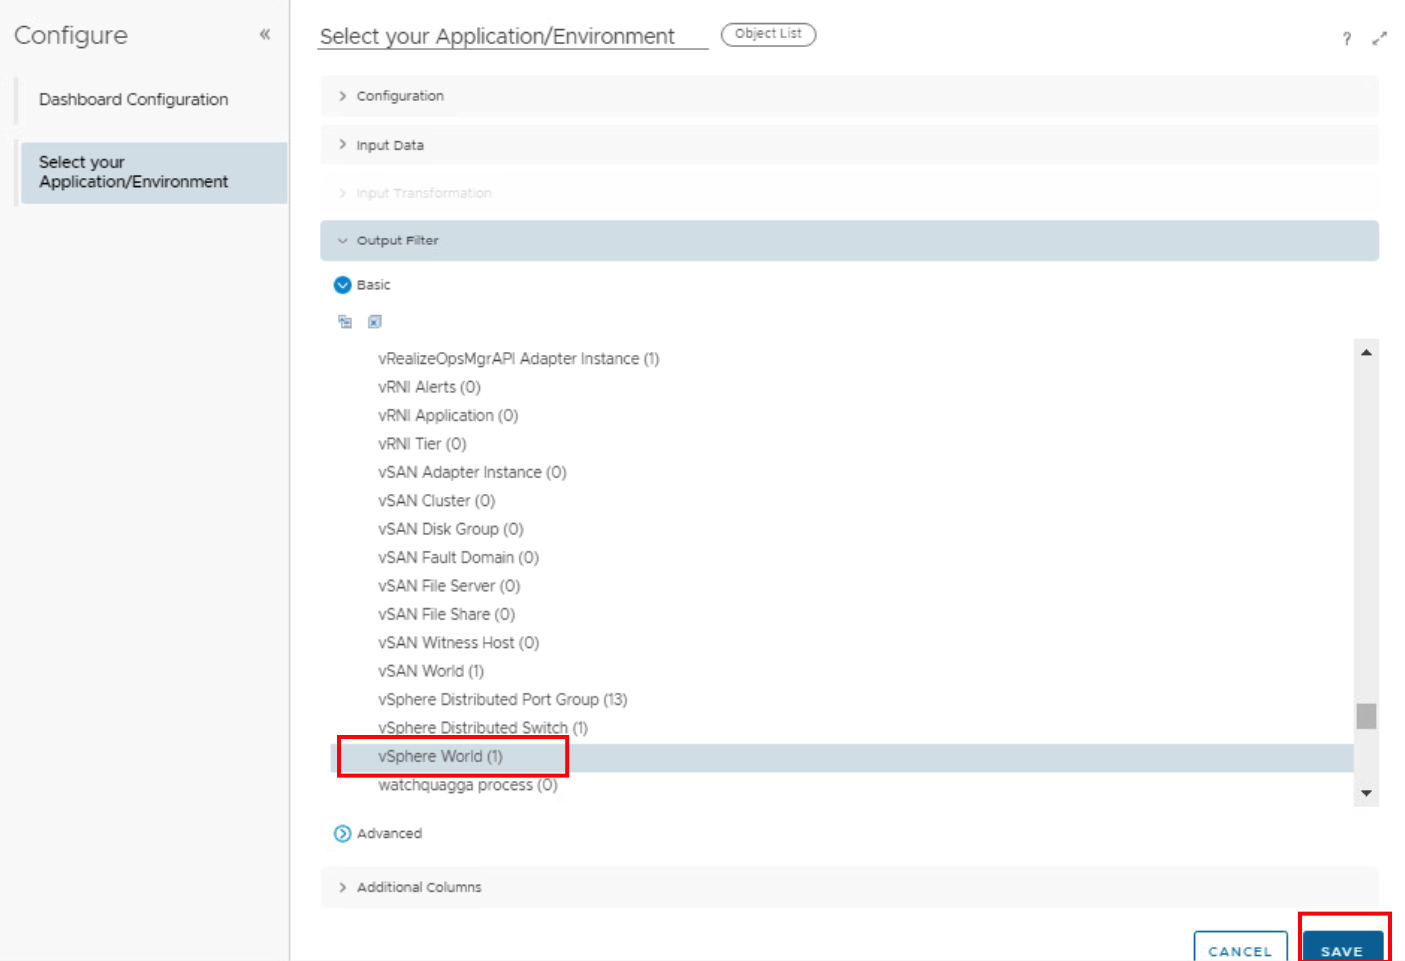 Configure
«
Dashboard Configuration
Select your
Application/Environment
Select your Application/Environment
Object List
?
Configuration
Input Data
Input Transformation
Output Filter
Basic
vRealizeOpsMgrAPI Adapter Instance (1)
vRNI Alerts (0)
vRNI Application (0)
vRNI Tier (0)
vSAN Adapter Instance (0)
vSAN Cluster (0)
vSAN Disk Group (0)
vSAN Fault Domain (0)
vSAN File Server (0)
vSAN File Share (0)
vSAN Witness Host (0)
vSAN World (1)
vSphere Distributed Port Group (13)
vSphere Distributed Switch (1)
vSphere World (1)
watchquagga process (0)
Advanced
Additional Columns
CANCEL
SAVE